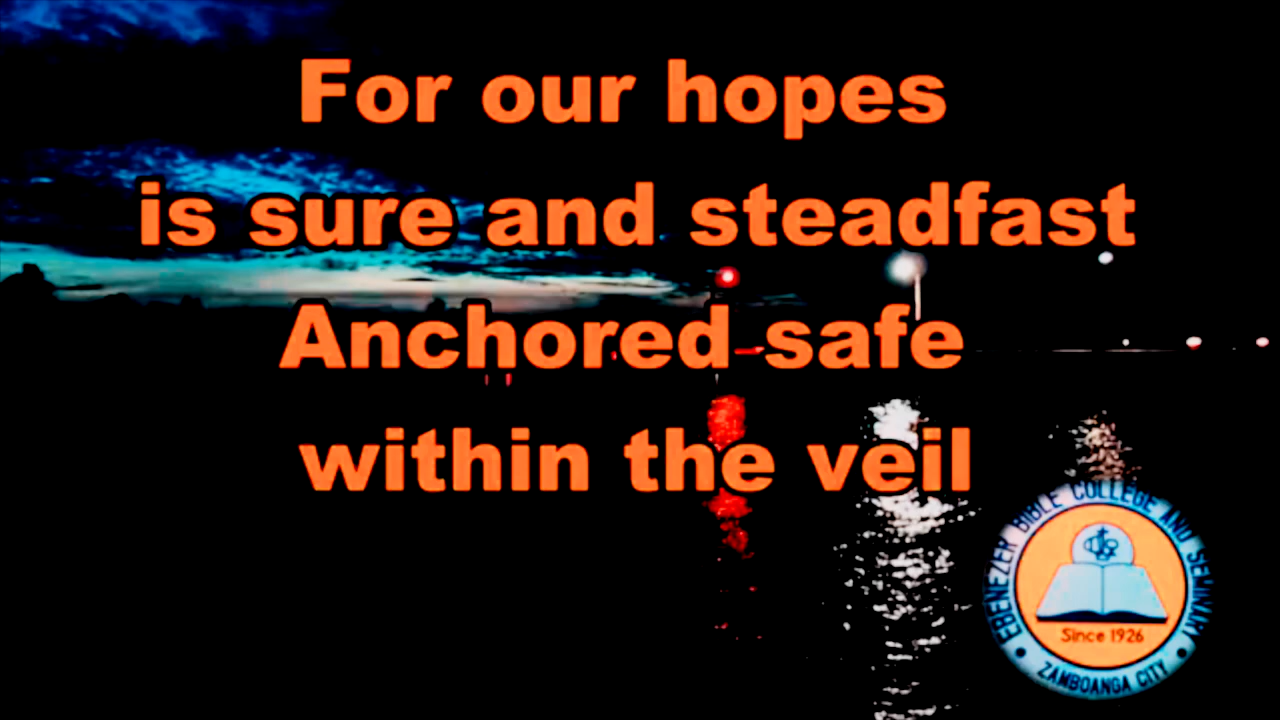 For our hopes
is sure and steadfast
Anchored safe
within the veil
EBENEZER BIBLE COLLEGE AND SEMINARY
Since 1926
ZAMBOANGA CITY